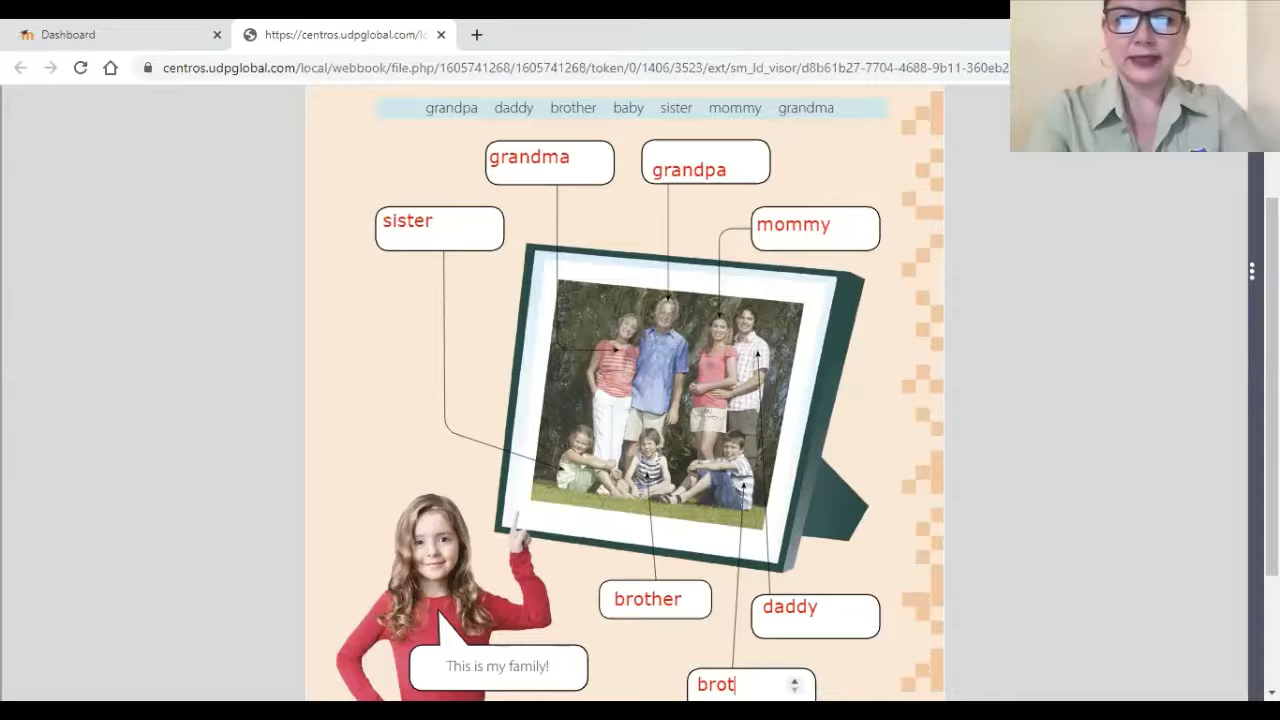 Dashboard
https://centros.udpglobal.com/lo
centros.udpglobal.com/local/webbook/file.php/1605741268/1605741268/token/0/1406/3523/ext/sm_ld_visor/d8b61b27-7704-4688-9b11-360eb2
grandpa daddy brother baby sister mommy grandma
grandma
grandpa
sister
mommy
brother
daddy
This is my family!
brot